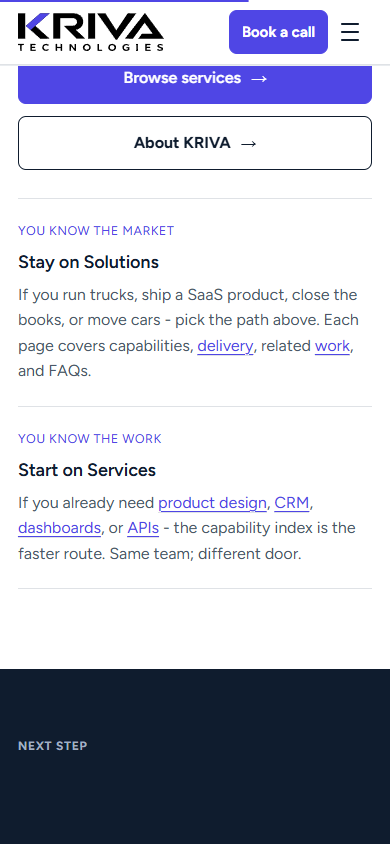 KRIVA
TECHNOLOGIES
Book a call
Browse services →
About KRIVA →
YOU KNOW THE MARKET
Stay on Solutions
If you run trucks, ship a SaaS product, close the
books, or move cars - pick the path above. Each
page covers capabilities, delivery, related work,
and FAQs.
YOU KNOW THE WORK
Start on Services
If you already need product design, CRM,
dashboards, or APIs - the capability index is the
faster route. Same team; different door.
NEXT STEP